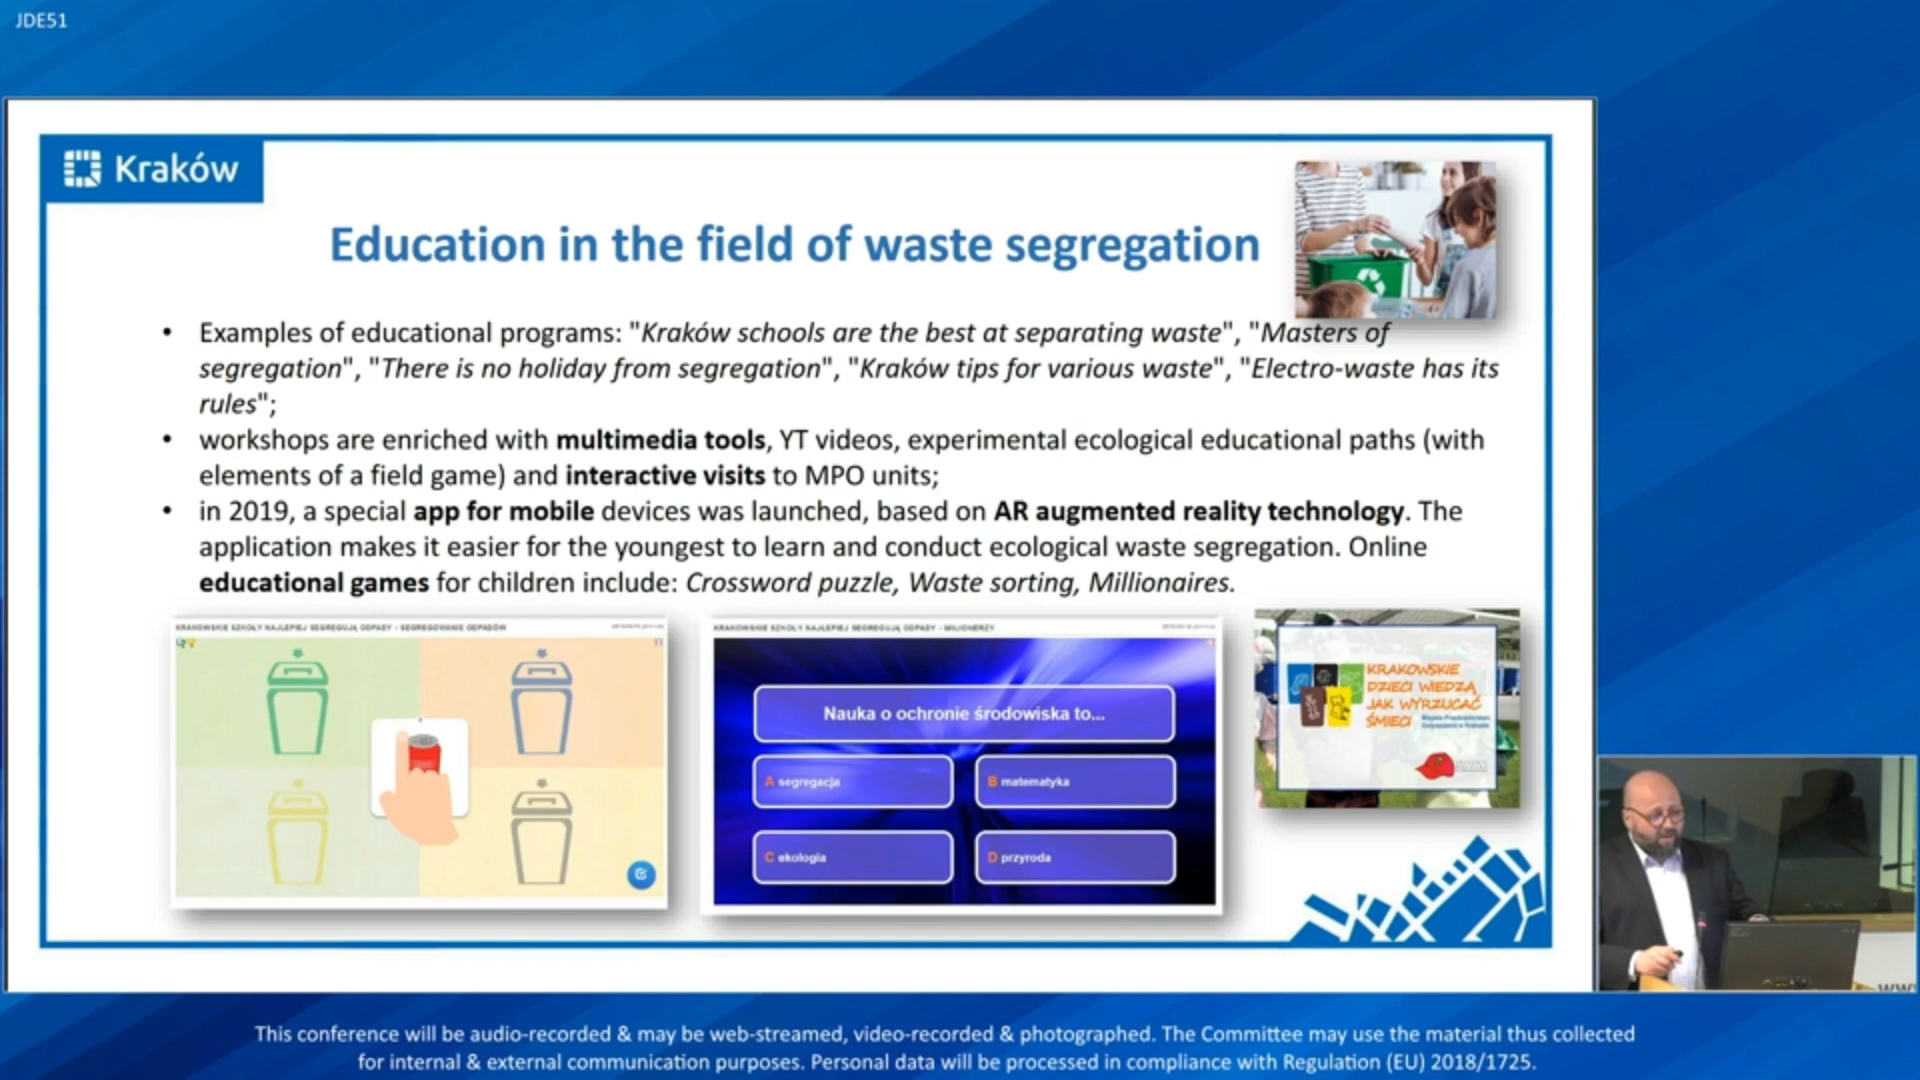 JDE51
Kraków
Education in the field of waste segregation
• Examples of educational programs: "Kraków schools are the best at separating waste", "Masters of
segregation", "There is no holiday from segregation", "Kraków tips for various waste", "Electro-waste has its
rules";
• workshops are enriched with multimedia tools, YT videos, experimental ecological educational paths (with
elements of a field game) and interactive visits to MPO units;
• in 2019, a special app for mobile devices was launched, based on AR augmented reality technology. The
application makes it easier for the youngest to learn and conduct ecological waste segregation. Online
educational games for children include: Crossword puzzle, Waste sorting, Millionaires.
KRAKOWSKIE SZKOŁY NAJLEPIEJ SEGREGUJĄ ODPADY - SEGREGOWANIE ODPADÓW
KRAKOWSKIE SZKOŁY NAJLEPIEJ SEGREGUJĄ ODPADY - MILIONERZY
Nauka o ochronie środowiska to...
A segregacja
B matematyka
C ekologia
D przyroda
KRAKOWSKIE
DZIECI WIEDZĄ
JAK WYRZUCAĆ
ŚMIECI
This conference will be audio-recorded & may be web-streamed, video-recorded & photographed. The Committee may use the material thus collected
for internal & external communication purposes. Personal data will be processed in compliance with Regulation (EU) 2018/1725.